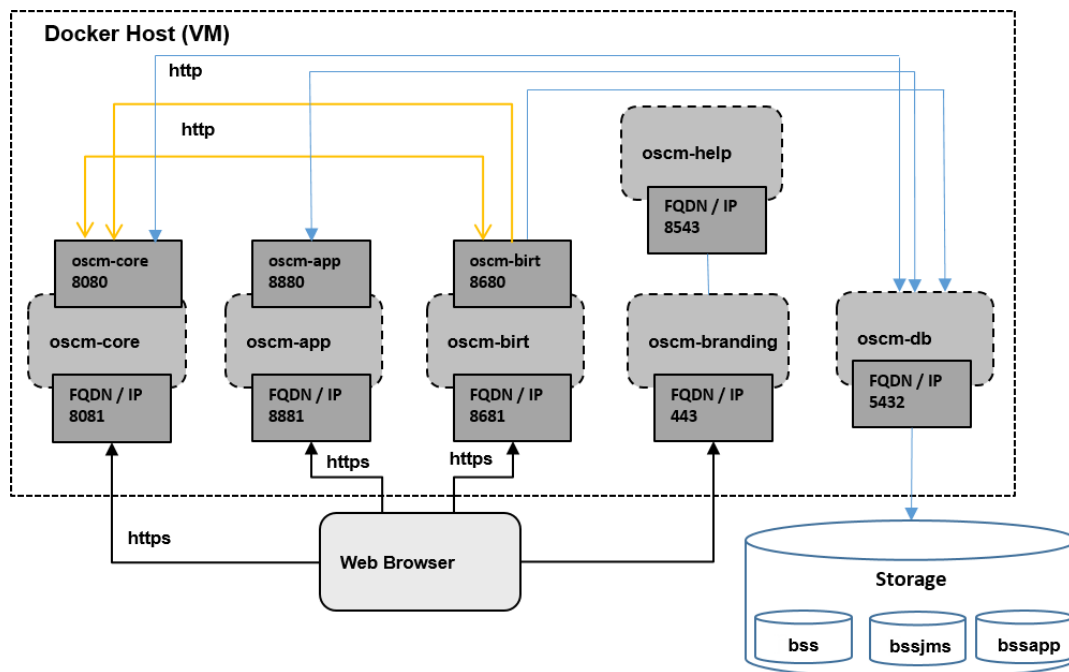 Docker Host (VM)
http
http
oscm-help
FQDN / IP
8543
oscm-core
8080
oscm-app
8880
oscm-birt
8680
oscm-core
oscm-app
oscm-birt
oscm-branding
oscm-db
FQDN / IP
8081
FQDN / IP
8881
FQDN / IP
8681
FQDN / IP
443
FQDN / IP
5432
https
https
https
Web Browser
Storage
bss
bssjms
bssapp